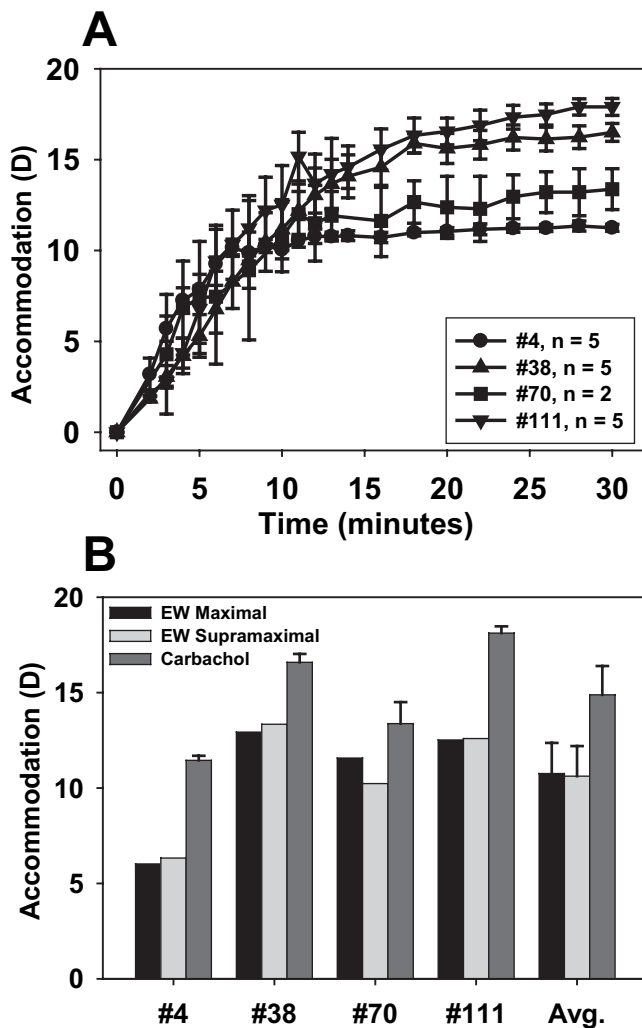 A
Accommodation (D)
20
15
10
5
0
#4, n = 5
#38, n = 5
#70, n = 2
#111, n = 5
0 5 10 15 20 25 30
Time (minutes)
B
Accommodation (D)
20
15
10
5
0
EW Maximal
EW Supramaximal
Carbachol
#4 #38 #70 #111 Avg.